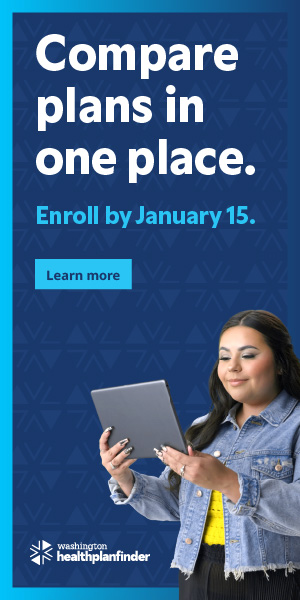 Compare
plans in
one place.
Enroll by January 15.
Learn more
washington
healthplanfinder